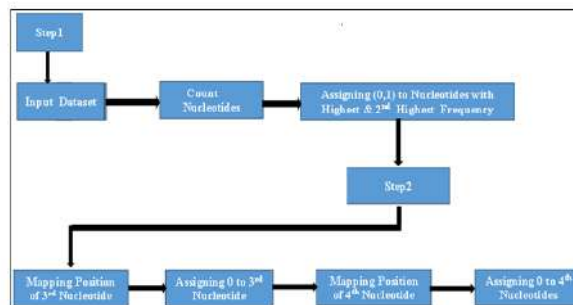 Step1
Input Dataset
Count
Nucleotides
Assigning (0,1) to Nucleotides with
Highest & 2nd Highest Frequency
Step2
Mapping Position
of 3rd Nucleotide
Assigning 0 to 3rd
Nucleotide
Mapping Position
of 4th Nucleotide
Assigning 0 to 4th
Nucleotides